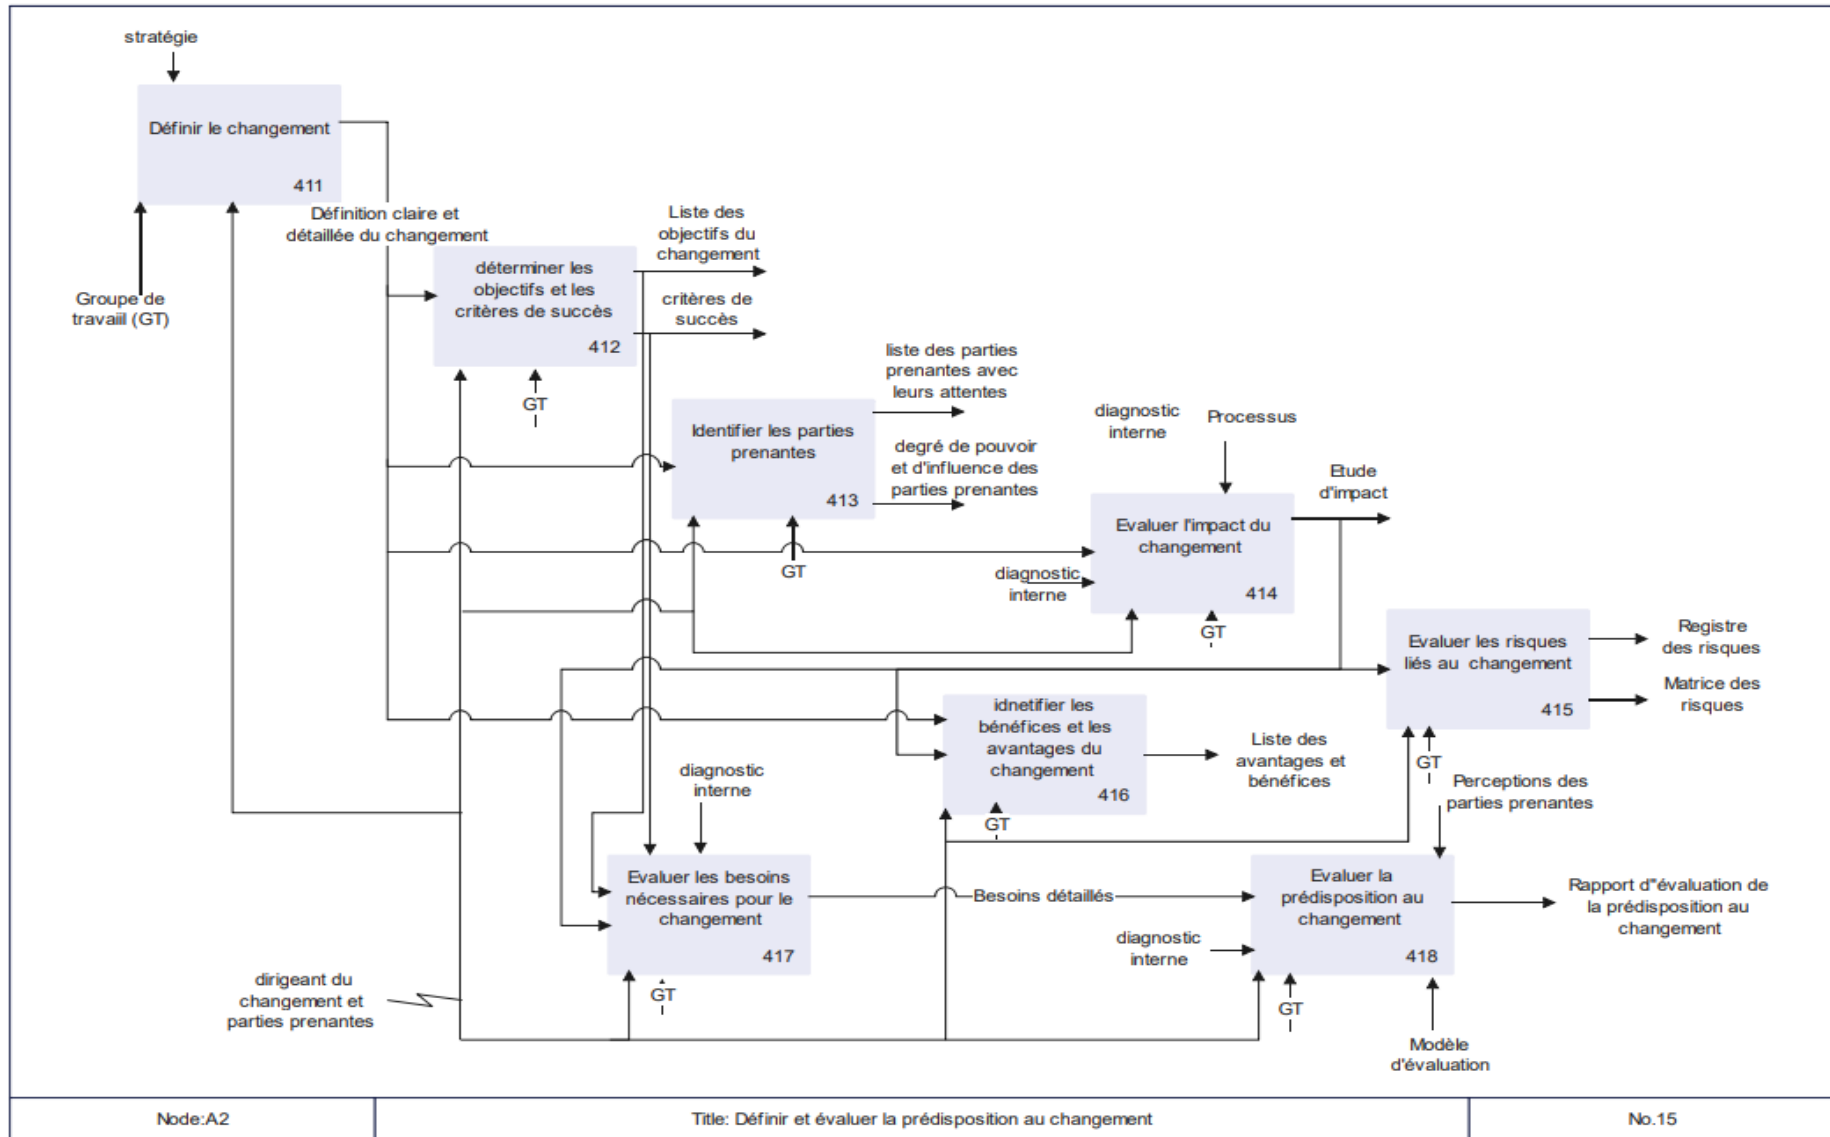 stratégie
Définir le changement
411
Définition claire et
détaillée du changement
Groupe de
travaiil (GT)
déterminer les
objectifs et les
critères de succès
412
Liste des
objectifs du
changement
critères de
succès
GT
Identifier les parties
prenantes
413
liste des parties
prenantes avec
leurs attentes
degré de pouvoir
et d'influence des
parties prenantes
GT
diagnostic
interne
Processus
Evaluer l'impact du
changement
414
Etude
d'impact
diagnostic
interne
GT
Evaluer les risques
liés au changement
415
Registre
des risques
Matrice des
risques
GT
idnetifier les
bénéfices et les
avantages du
changement
416
Liste des
avantages et
bénéfices
GT
diagnostic
interne
Evaluer les besoins
nécessaires pour le
changement
417
GT
Besoins détaillés
Perceptions des
parties prenantes
Evaluer la
prédisposition au
changement
418
diagnostic
interne
GT
Modèle
d'évaluation
Rapport d"évaluation de
la prédisposition au
changement
dirigeant du
changement et
parties prenantes
Node:A2
Title: Définir et évaluer la prédisposition au changement
No.15